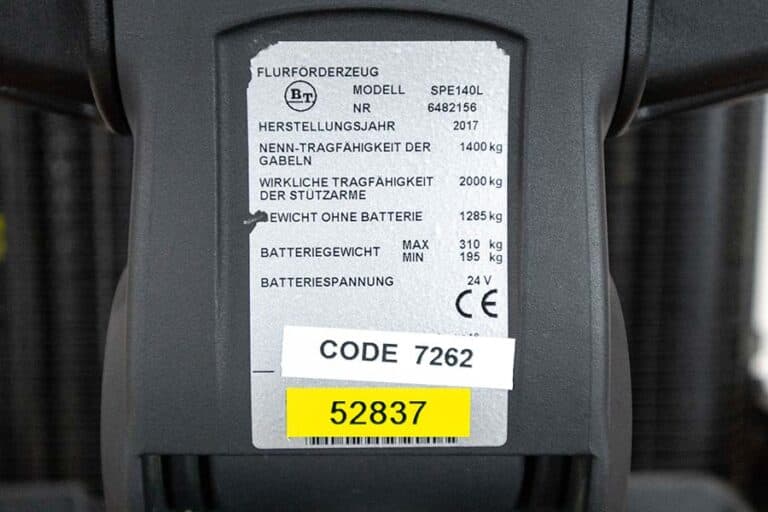 FLURFÖRDERZEUG
BT MODELL SPE140L
NR 6482156
HERSTELLUNGSJAHR 2017
NENN-TRAGFÄHIGKEIT DER 1400 kg
GABELN
WIRKLICHE TRAGFÄHIGKEIT 2000 kg
DER STÜTZARME
GEWICHT OHNE BATTERIE 1285 kg
BATTERIEGEWICHT MAX 310 kg
MIN 195 kg
BATTERIESPANNUNG 24 V
CE
CODE 7262
52837